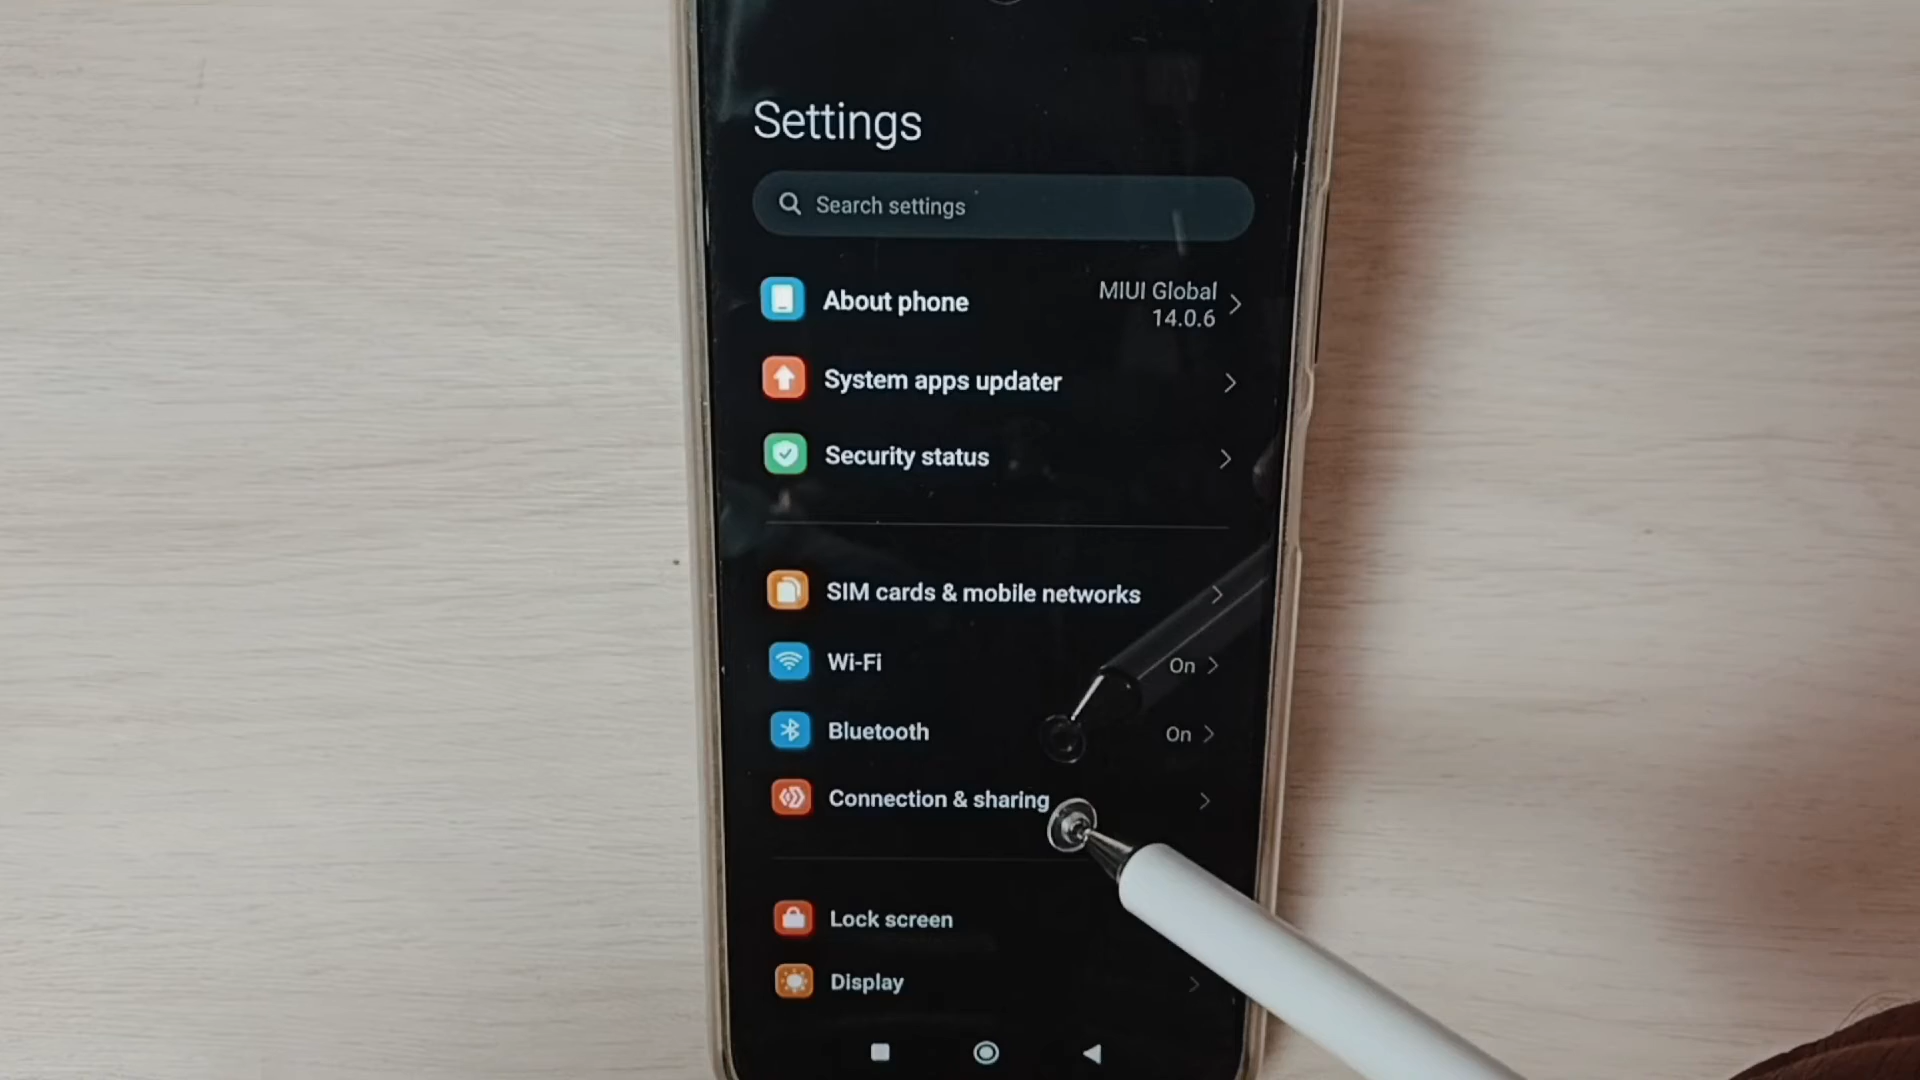 Settings
Search settings
About phone
MIUI Global
14.0.6
System apps updater
Security status
SIM cards & mobile networks
Wi-Fi
On
Bluetooth
On
Connection & sharing
Lock screen
Display